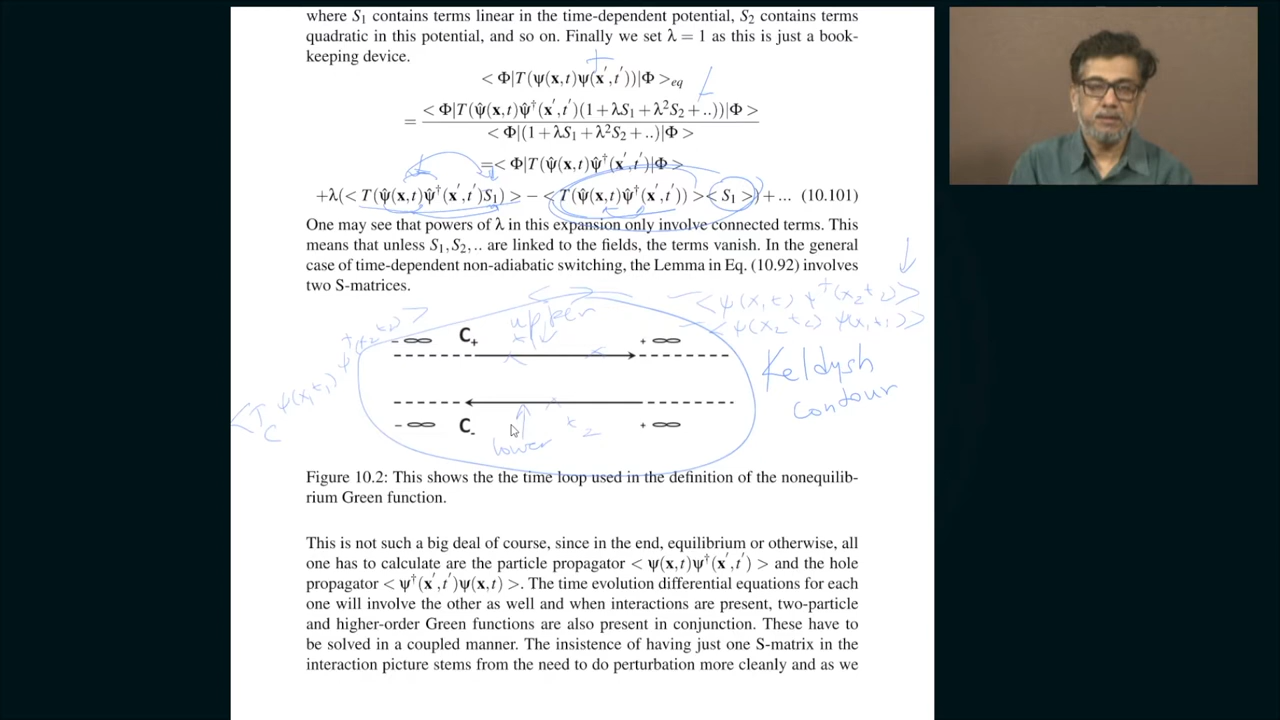 where S₁ contains terms linear in the time-dependent potential, S₂ contains terms
quadratic in this potential, and so on. Finally we set λ = 1 as this is just a book-
keeping device.
†
< Φ|T(ψ(x,t)ψ(x′,t′))|Φ >eq
= < Φ|T(ψ̂(x,t)ψ̂†(x′,t′)(1+λS₁+λ²S₂+..))|Φ >
< Φ|(1+λS₁+λ²S₂+..)|Φ >
=< Φ|T(ψ̂(x,t)ψ̂†(x′,t′)|Φ >
+λ(< T(ψ̂(x,t)ψ̂†(x′,t′)S₁) > − < T(ψ̂(x,t)ψ̂†(x′,t′)) >< S₁ >) + ... (10.101)
One may see that powers of λ in this expansion only involve connected terms. This
means that unless S₁,S₂,.. are linked to the fields, the terms vanish. In the general
case of time-dependent non-adiabatic switching, the Lemma in Eq. (10.92) involves
two S-matrices.
<ψ(x,t) ψ†(x₂t₂)>
<ψ(x₂t₂) ψ(x,t₁)>
upper
− ∞ C₊ + ∞
Keldysh
contour
<T_C ψ(x₁t₁) ψ†(x₂t₂)>
− ∞ C₋ + ∞
t₂
lower
Figure 10.2: This shows the the time loop used in the definition of the nonequilib-
rium Green function.
This is not such a big deal of course, since in the end, equilibrium or otherwise, all
one has to calculate are the particle propagator < ψ(x,t)ψ†(x′,t′) > and the hole
propagator < ψ†(x′,t′)ψ(x,t) >. The time evolution differential equations for each
one will involve the other as well and when interactions are present, two-particle
and higher-order Green functions are also present in conjunction. These have to
be solved in a coupled manner. The insistence of having just one S-matrix in the
interaction picture stems from the need to do perturbation more cleanly and as we